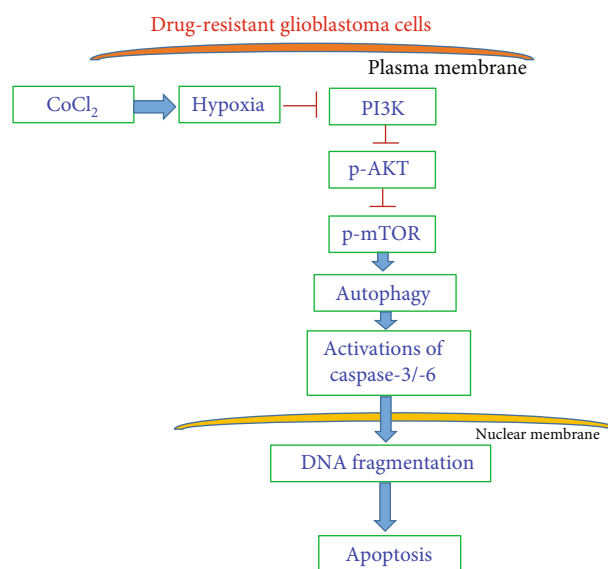 Drug-resistant glioblastoma cells
Plasma membrane
CoCl₂
Hypoxia
PI3K
p-AKT
p-mTOR
Autophagy
Activations of
caspase-3/-6
Nuclear membrane
DNA fragmentation
Apoptosis